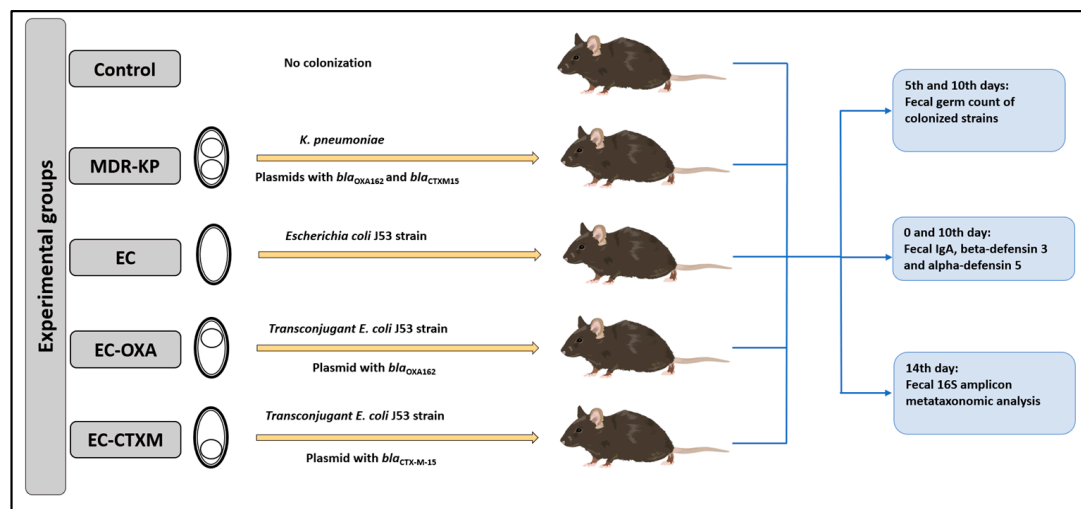 Experimental groups
Control
No colonization
MDR-KP
K. pneumoniae
Plasmids with blaOXA162 and blaCTXM15
EC
Escherichia coli J53 strain
EC-OXA
Transconjugant E. coli J53 strain
Plasmid with blaOXA162
EC-CTXM
Transconjugant E. coli J53 strain
Plasmid with blaCTX-M-15
5th and 10th days:
Fecal germ count of
colonized strains
0 and 10th day:
Fecal IgA, beta-defensin 3
and alpha-defensin 5
14th day:
Fecal 16S amplicon
metataxonomic analysis